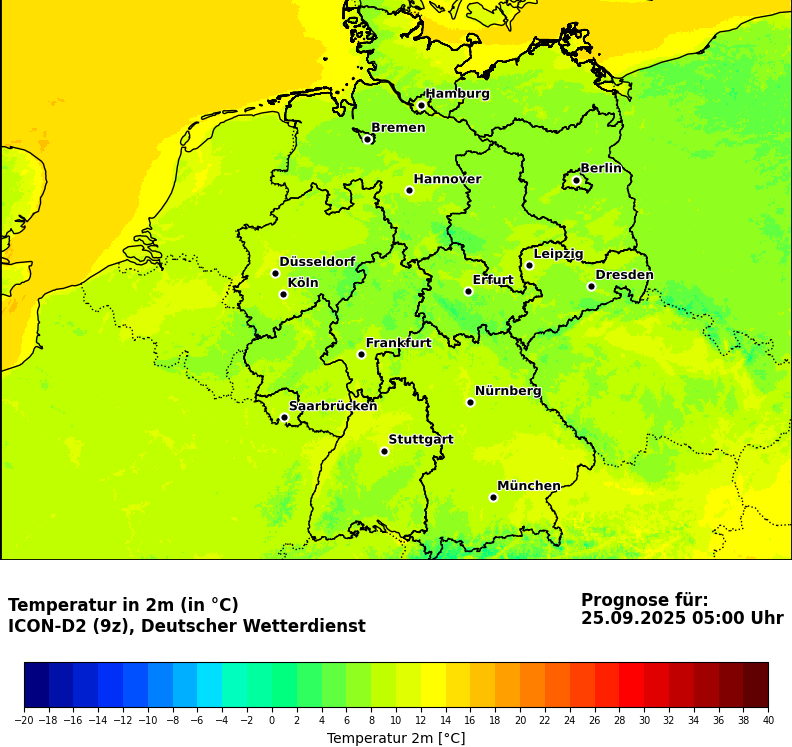 Hamburg
Bremen
Berlin
Hannover
Leipzig
Düsseldorf
Dresden
Köln
Erfurt
Frankfurt
Nürnberg
Saarbrücken
Stuttgart
München
Temperatur in 2m (in °C)
ICON-D2 (9z), Deutscher Wetterdienst
Prognose für:
25.09.2025 05:00 Uhr
−20 −18 −16 −14 −12 −10 −8 −6 −4 −2 0 2 4 6 8 10 12 14 16 18 20 22 24 26 28 30 32 34 36 38 40
Temperatur 2m [°C]